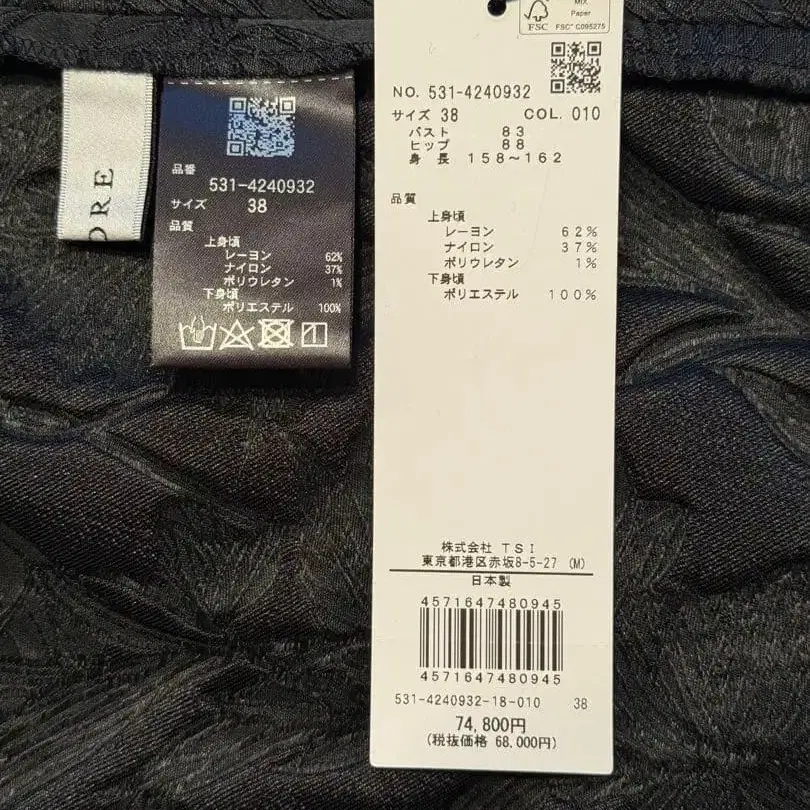 ORE
品番
531-4240932
サイズ 38
品質
上身頃
レーヨン 62%
ナイロン 37%
ポリウレタン 1%
下身頃
ポリエステル 100%
MIX
Paper
FSC
FSC® C095275
NO. 531-4240932
サイズ 38 COL. 010
バスト 83
ヒップ 88
身長 158～162
品質
上身頃
レーヨン 62%
ナイロン 37%
ポリウレタン 1%
下身頃
ポリエステル 100%
株式会社 TSI
東京都港区赤坂8-5-27 (M)
日本製
4571647480945
4571647480945
531-4240932-18-010 38
74,800円
(税抜価格 68,000円)